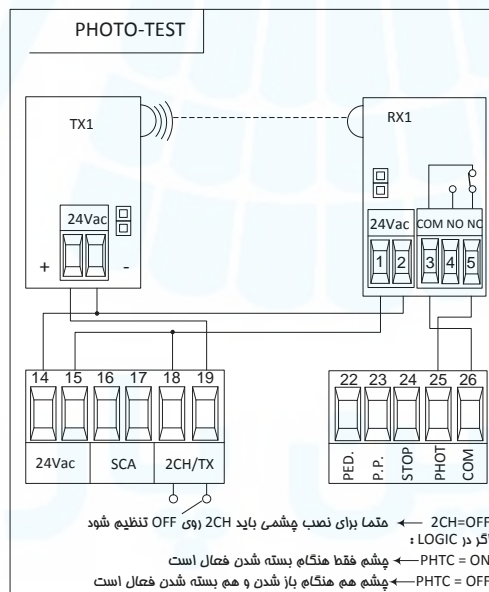 PHOTO-TEST
TX1
RX1
24Vac
+ -
24Vac COM NO NC
1 2 3 4 5
14 15 16 17 18 19
24Vac SCA 2CH/TX
22 23 24 25 26
PED. P.P. STOP PHOT COM
2CH=OFF ← حتما برای نصب چشمی باید 2CH روی OFF تنظیم شود
اگر در LOGIC :
PHTC = ON ← چشم فقط هنگام بسته شدن فعال است
PHTC = OFF ← چشم هم هنگام باز شدن و هم بسته شدن فعال است